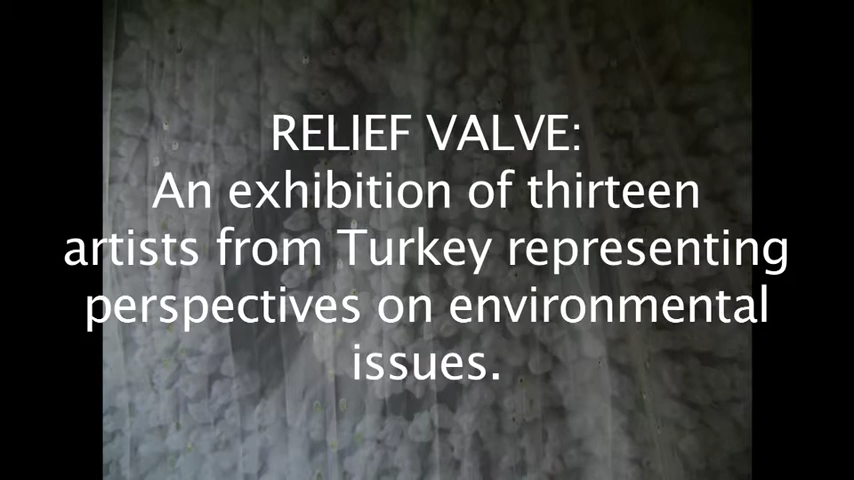 RELIEF VALVE:
An exhibition of thirteen
artists from Turkey representing
perspectives on environmental
issues.